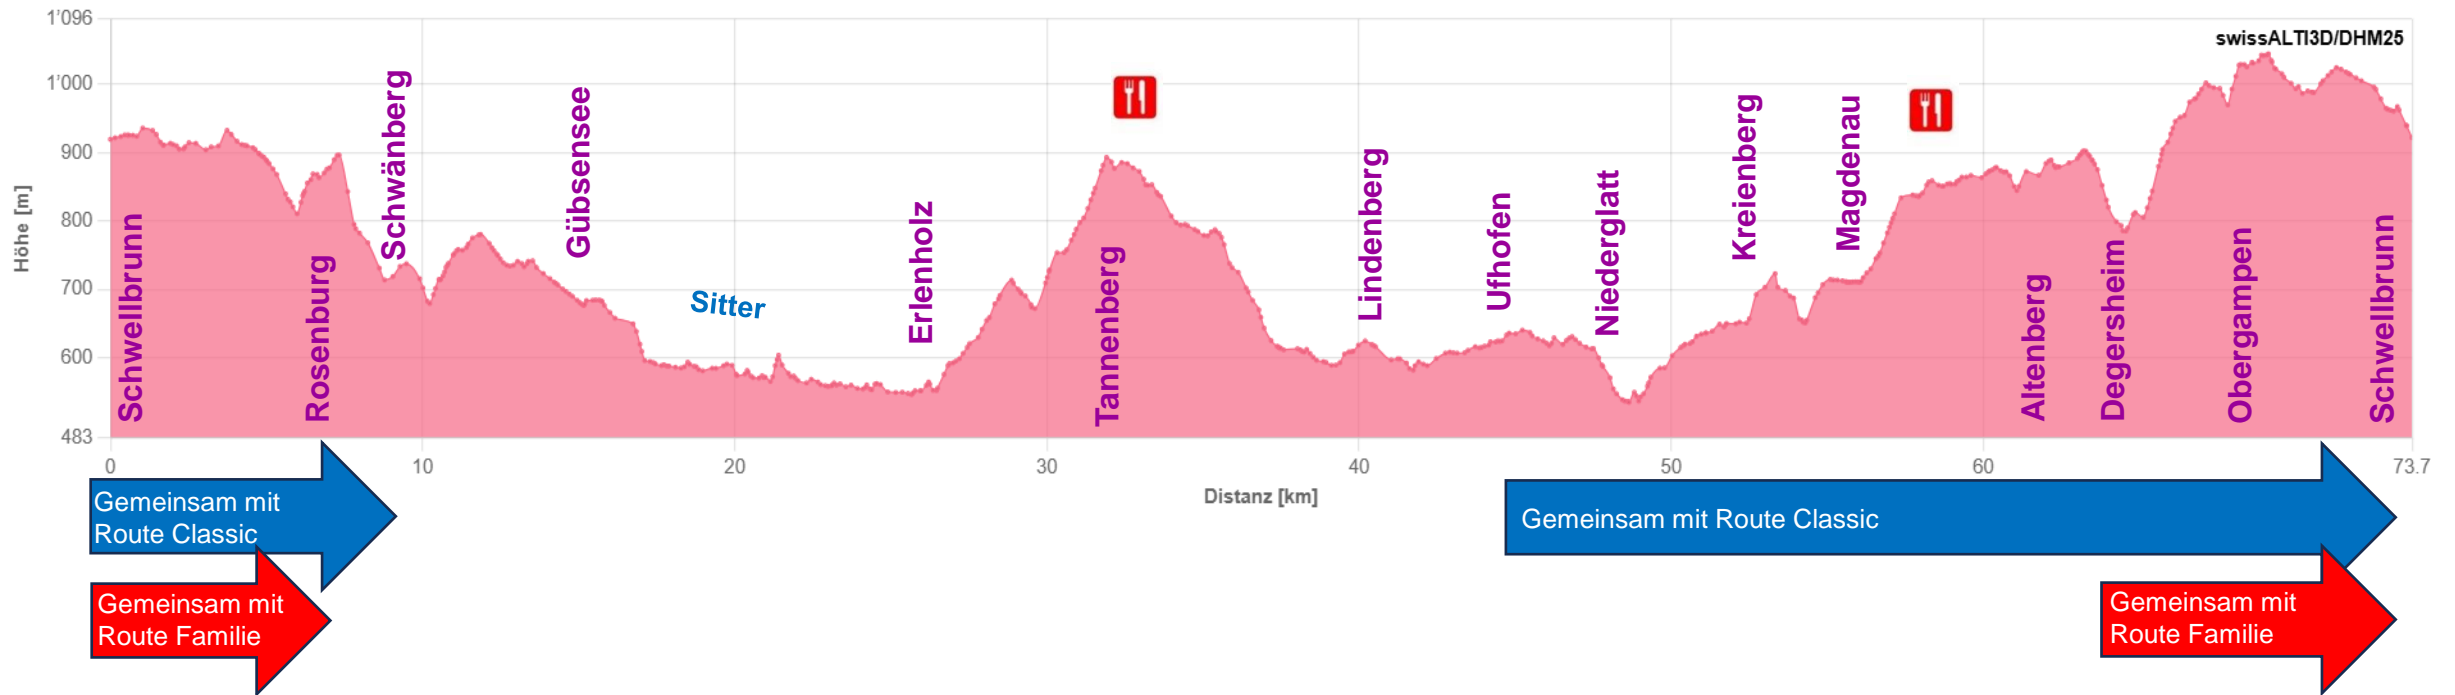 1'096
swissALTI3D/DHM25
1'000
900
800
700
600
483
Höhe [m]
Schwellbrunn
Rosenburg
Schwänberg
Gübsensee
Sitter
Erlenholz
Tannenberg
Lindenberg
Ufhofen
Niederglatt
Kreienberg
Magdenau
Altenberg
Degersheim
Obergampen
Schwellbrunn
0
10
20
30
40
50
60
73.7
Distanz [km]
Gemeinsam mit
Route Classic
Gemeinsam mit Route Classic
Gemeinsam mit
Route Familie
Gemeinsam mit
Route Familie